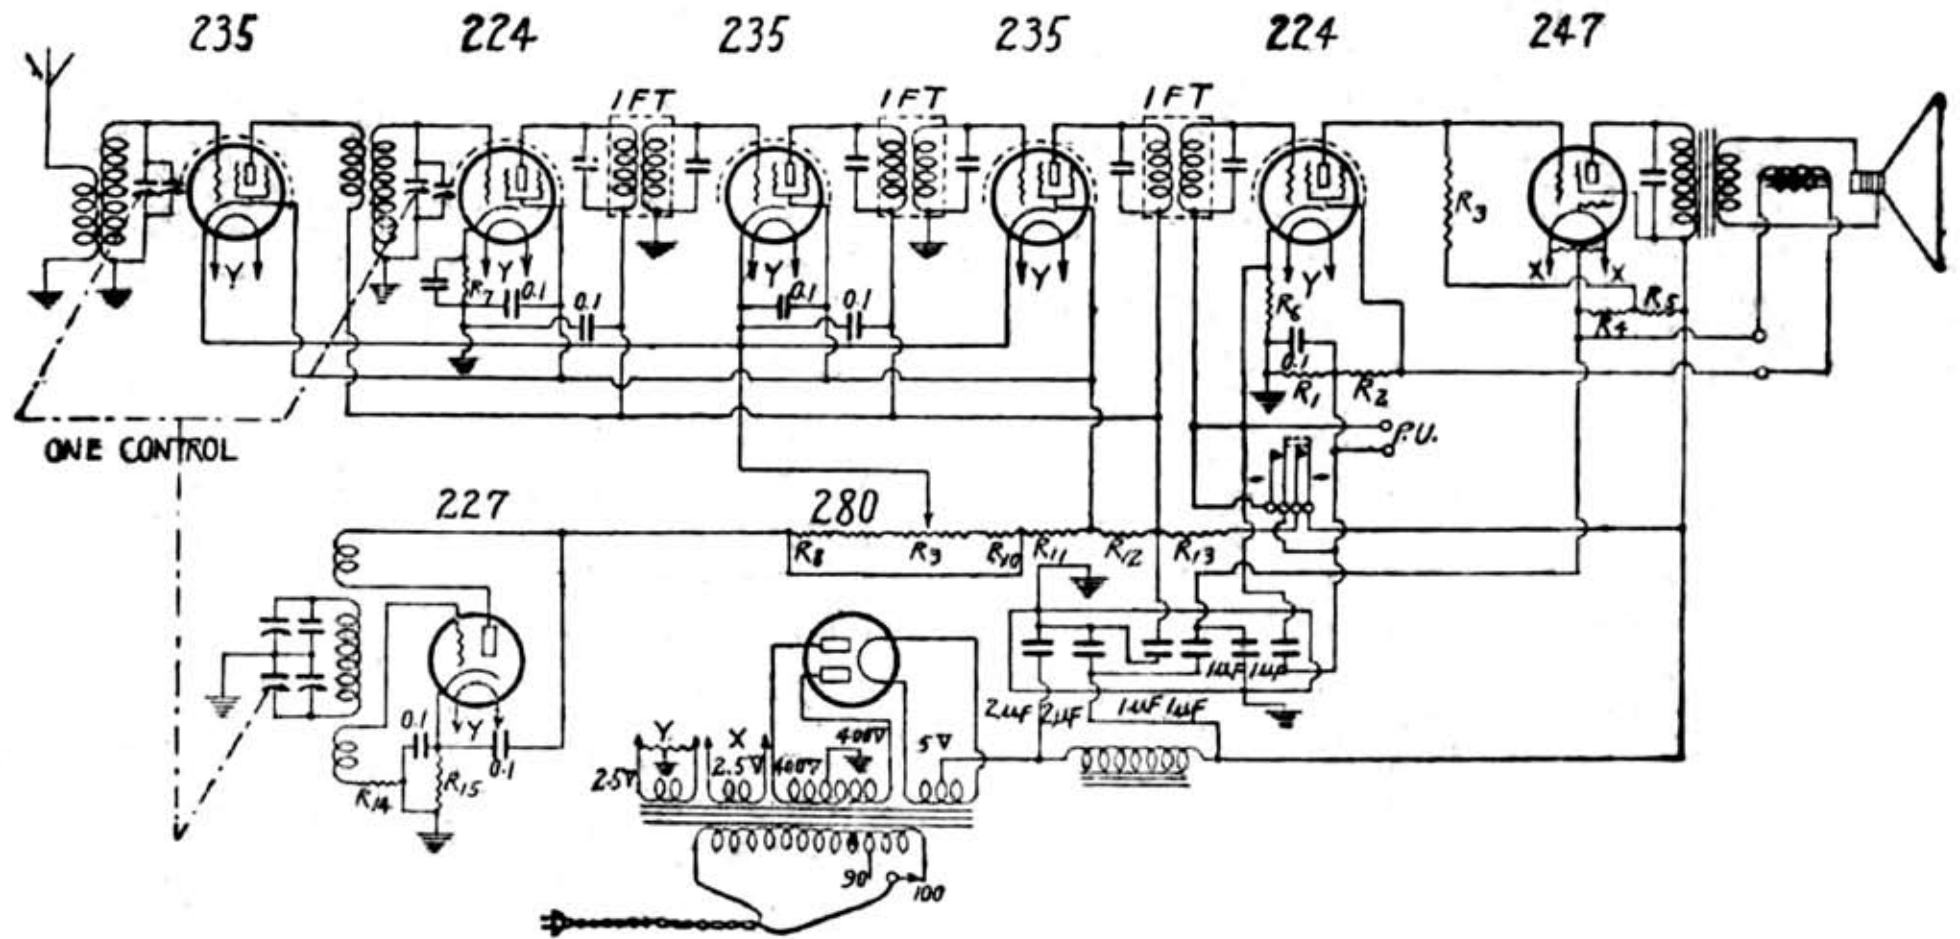 235
224
235
235
224
247
IFT
IFT
IFT
Y
Y
Y
Y
Y
X
X
R7
0.1
0.1
0.1
0.1
R6
0.1
R1
R2
R9
R5
R4
ONE CONTROL
P.U.
227
280
R8
R9
R10
R11
R12
R13
Y
0.1
0.1
R14
R15
2µF
2µF
1µF
1µF
1µF
1µF
Y
X
2.5V
2.5V
400V
400V
5V
90
100